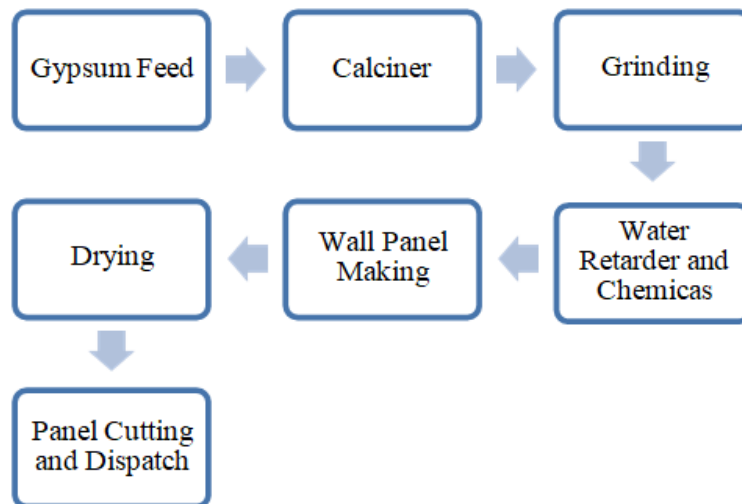 Gypsum Feed
Calciner
Grinding
Water
Retarder and
Chemicas
Wall Panel
Making
Drying
Panel Cutting
and Dispatch